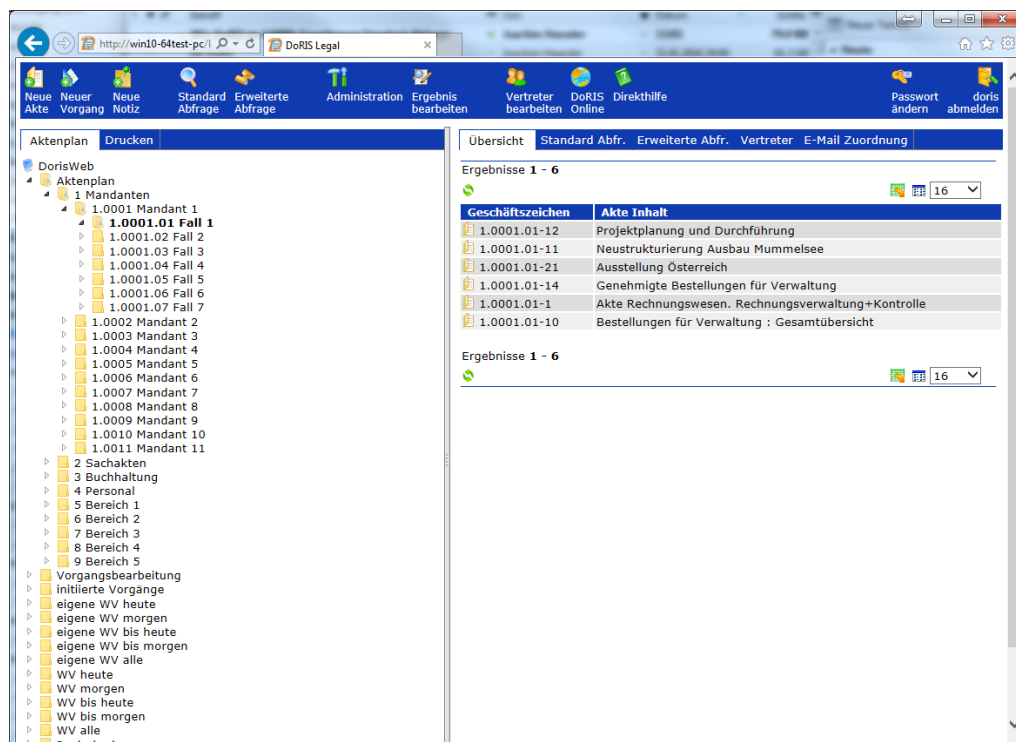 http://win10-64test-pc/l
DoRIS Legal
Neue Akte
Neuer Vorgang
Neue Notiz
Standard Abfrage
Erweiterte Abfrage
Administration
Ergebnis bearbeiten
Vertreter bearbeiten
DoRIS Online
Direkthilfe
Passwort ändern
doris abmelden
Aktenplan Drucken
DorisWeb
Aktenplan
1 Mandanten
1.0001 Mandant 1
1.0001.01 Fall 1
1.0001.02 Fall 2
1.0001.03 Fall 3
1.0001.04 Fall 4
1.0001.05 Fall 5
1.0001.06 Fall 6
1.0001.07 Fall 7
1.0002 Mandant 2
1.0003 Mandant 3
1.0004 Mandant 4
1.0005 Mandant 5
1.0006 Mandant 6
1.0007 Mandant 7
1.0008 Mandant 8
1.0009 Mandant 9
1.0010 Mandant 10
1.0011 Mandant 11
2 Sachakten
3 Buchhaltung
4 Personal
5 Bereich 1
6 Bereich 2
7 Bereich 3
8 Bereich 4
9 Bereich 5
Vorgangsbearbeitung
initiierte Vorgänge
eigene WV heute
eigene WV morgen
eigene WV bis heute
eigene WV bis morgen
eigene WV alle
WV heute
WV morgen
WV bis heute
WV bis morgen
WV alle
Übersicht Standard Abfr. Erweiterte Abfr. Vertreter E-Mail Zuordnung
Ergebnisse 1 - 6
16
Geschäftszeichen Akte Inhalt
1.0001.01-12 Projektplanung und Durchführung
1.0001.01-11 Neustrukturierung Ausbau Mummelsee
1.0001.01-21 Ausstellung Österreich
1.0001.01-14 Genehmigte Bestellungen für Verwaltung
1.0001.01-1 Akte Rechnungswesen. Rechnungsverwaltung+Kontrolle
1.0001.01-10 Bestellungen für Verwaltung : Gesamtübersicht
Ergebnisse 1 - 6
16